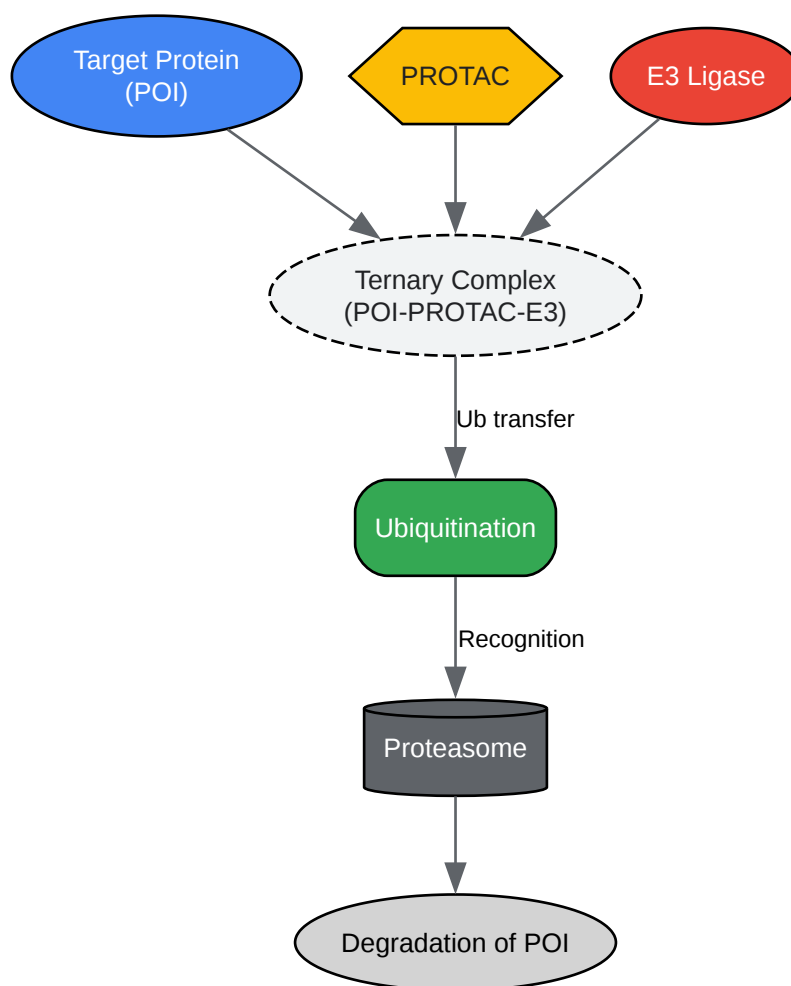 Target Protein
(POI)
PROTAC
E3 Ligase
Ternary Complex
(POI-PROTAC-E3)
Ub transfer
Ubiquitination
Recognition
Proteasome
Degradation of POI